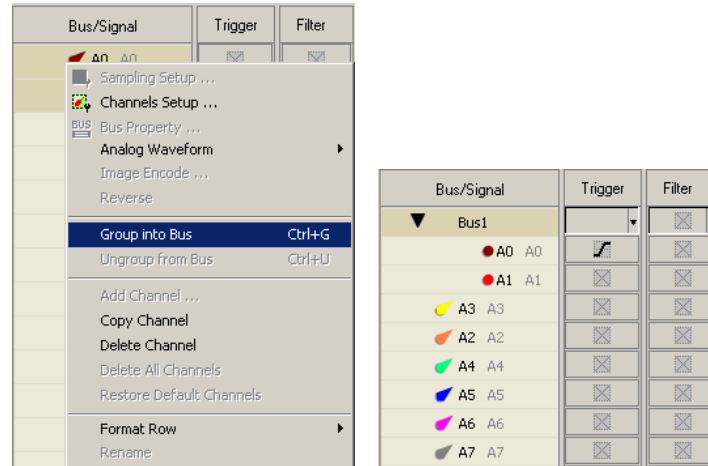 Bus/Signal Trigger Filter
A0 A0
Sampling Setup ...
Channels Setup ...
BUS Bus Property ...
Analog Waveform
Image Encode ...
Reverse
Group into Bus Ctrl+G
Ungroup from Bus Ctrl+U
Add Channel ...
Copy Channel
Delete Channel
Delete All Channels
Restore Default Channels
Format Row
Rename
Bus/Signal Trigger Filter
Bus1
A0 A0
A1 A1
A3 A3
A2 A2
A4 A4
A5 A5
A6 A6
A7 A7